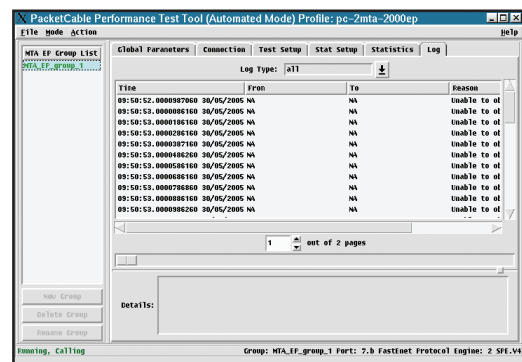 PacketCable Performance Test Tool (Automated Mode) Profile: pc-2mta-2000ep
File Mode Action Help
MTA EP Group List
MTA_EP_group_1
Global Parameters Connection Test Setup Stat Setup Statistics Log
Log Type: all
Time From To Reason
09:50:52.0000987060 30/05/2005 NA NA Unable to ob
09:50:53.0000086160 30/05/2005 NA NA Unable to ob
09:50:53.0000186160 30/05/2005 NA NA Unable to ob
09:50:53.0000286160 30/05/2005 NA NA Unable to ob
09:50:53.0000387160 30/05/2005 NA NA Unable to ob
09:50:53.0000486260 30/05/2005 NA NA Unable to ob
09:50:53.0000586160 30/05/2005 NA NA Unable to ob
09:50:53.0000686160 30/05/2005 NA NA Unable to ob
09:50:53.0000786860 30/05/2005 NA NA Unable to ob
09:50:53.0000886160 30/05/2005 NA NA Unable to ob
09:50:53.0000986260 30/05/2005 NA NA Unable to ob
1 out of 2 pages
New Group
Delete Group
Rename Group
Details:
Running, Calling
Group: MTA_EP_group_1 Port: 7.b FastEnet Protocol Engine: 2 SPE.V4